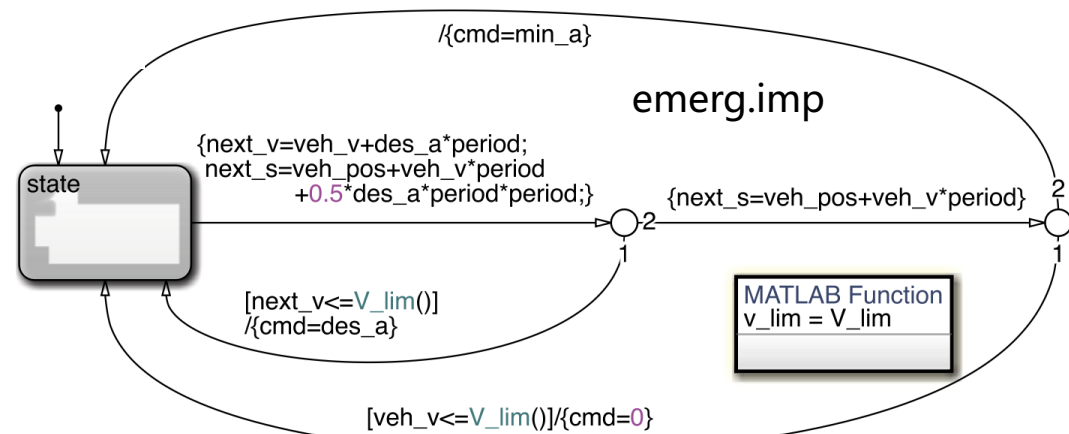 /{cmd=min_a}
emerg.imp
{next_v=veh_v+des_a*period;
next_s=veh_pos+veh_v*period
+0.5*des_a*period*period;}
state
2
{next_s=veh_pos+veh_v*period}
2
1
1
[next_v<=V_lim()]
/{cmd=des_a}
MATLAB Function
v_lim = V_lim
[veh_v<=V_lim()]/{cmd=0}